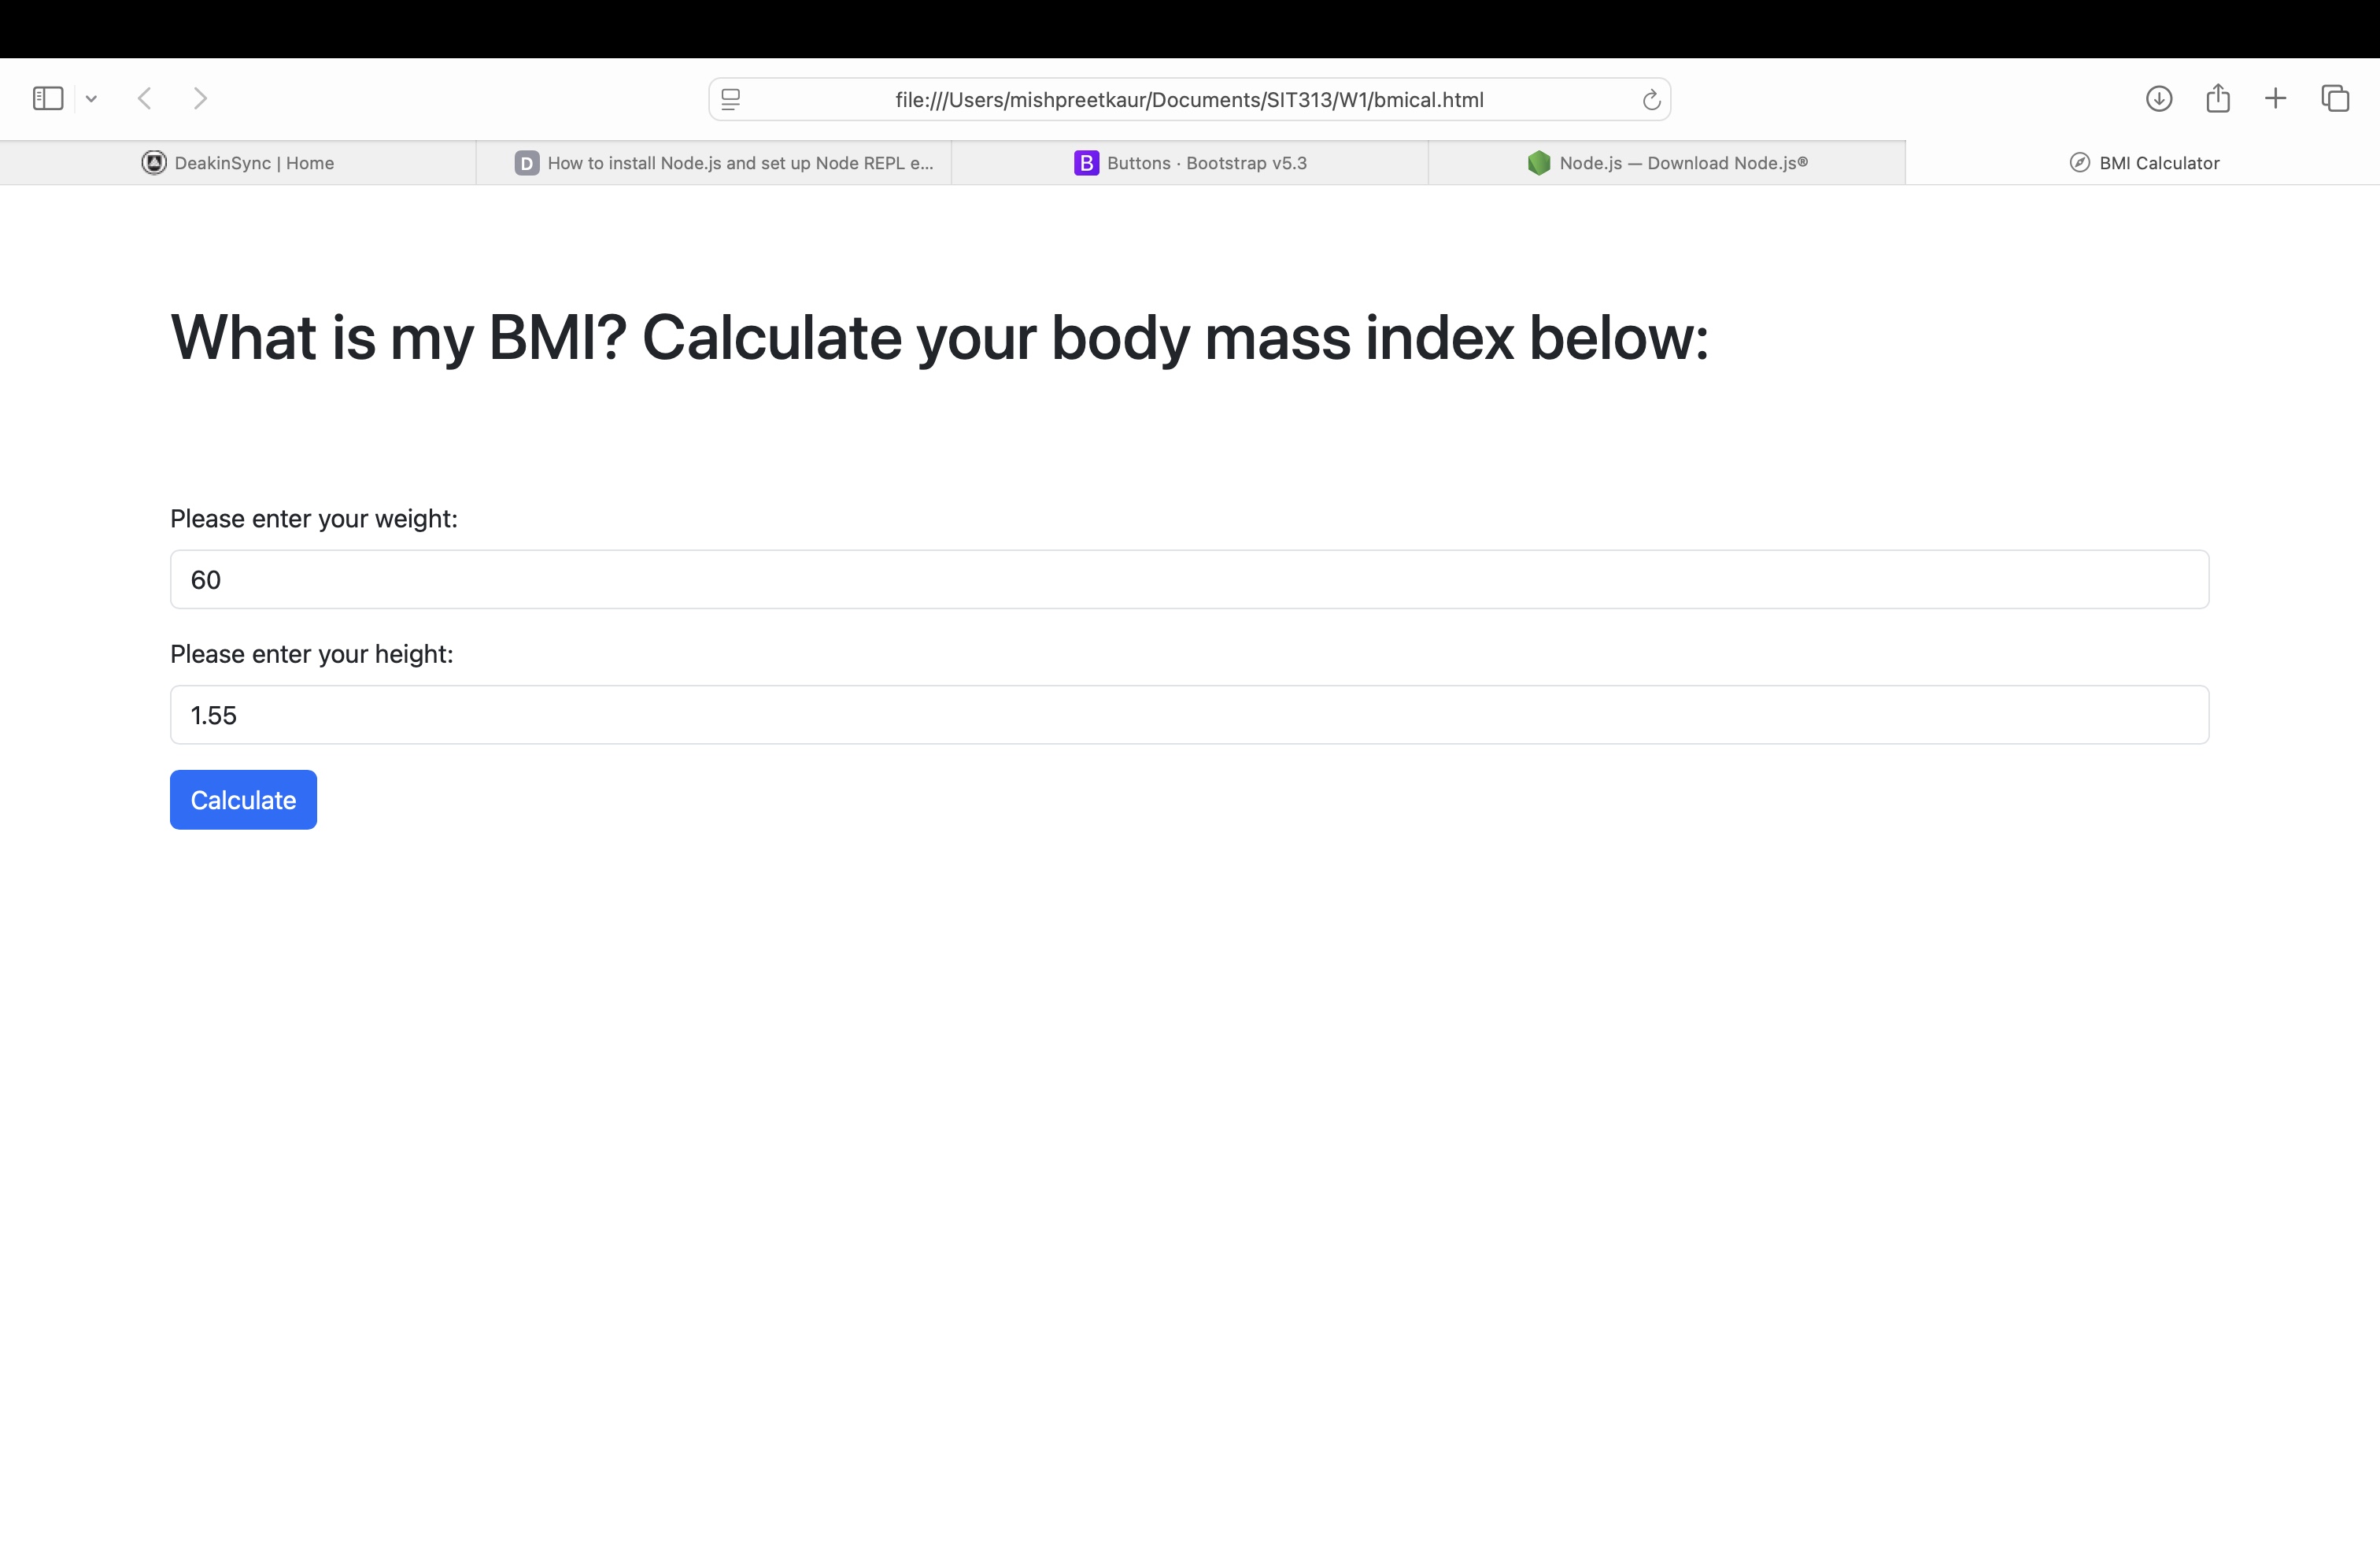 file:///Users/mishpreetkaur/Documents/SIT313/W1/bmical.html
DeakinSync | Home
D How to install Node.js and set up Node REPL e...
B Buttons · Bootstrap v5.3
Node.js — Download Node.js®
BMI Calculator
What is my BMI? Calculate your body mass index below:
Please enter your weight:
60
Please enter your height:
1.55
Calculate